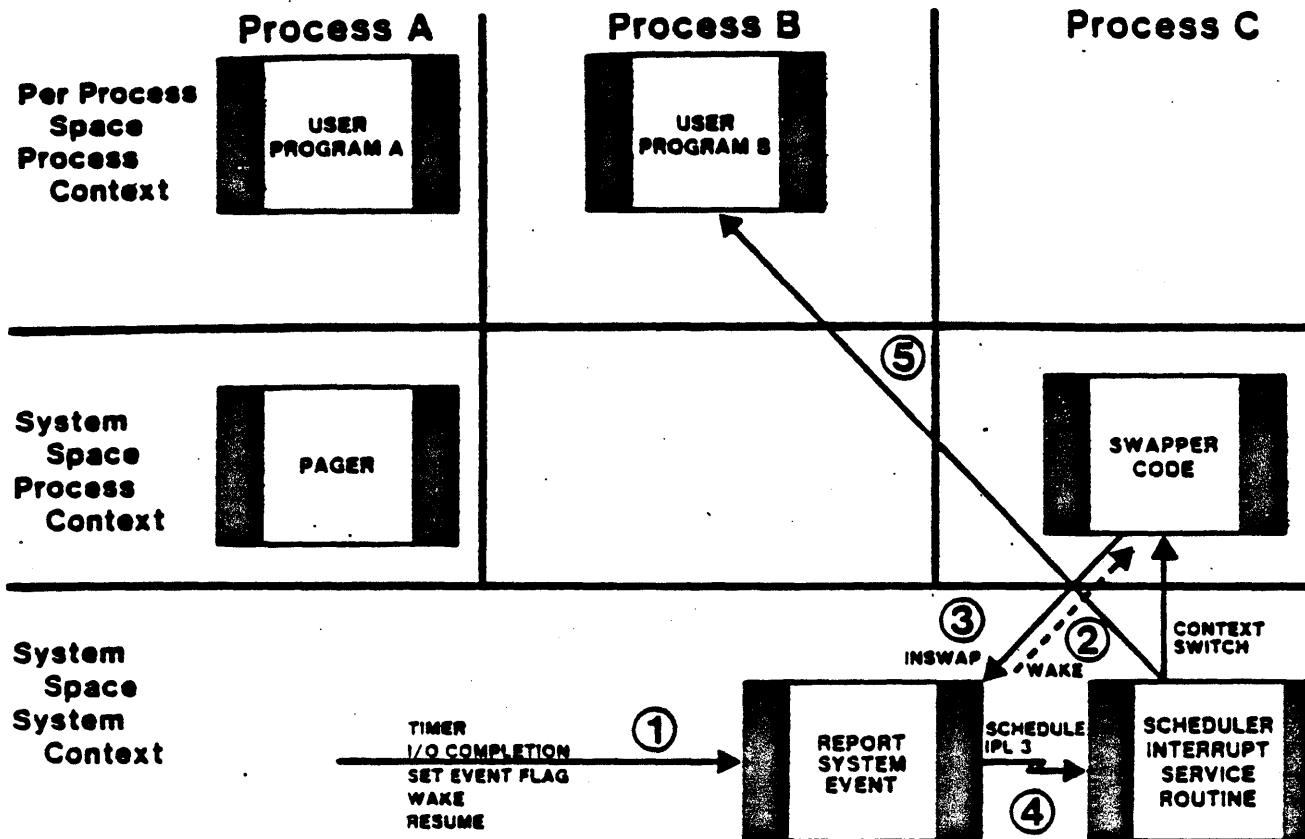 Process A
Process B
Process C
Per Process
Space
Process
Context
USER
PROGRAM A
USER
PROGRAM B
⑤
System
Space
Process
Context
PAGER
SWAPPER
CODE
③
INSWAP
②
WAKE
CONTEXT
SWITCH
System
Space
System
Context
TIMER
I/O COMPLETION
SET EVENT FLAG
WAKE
RESUME
①
REPORT
SYSTEM
EVENT
SCHEDULE
IPL 3
④
SCHEDULER
INTERRUPT
SERVICE
ROUTINE